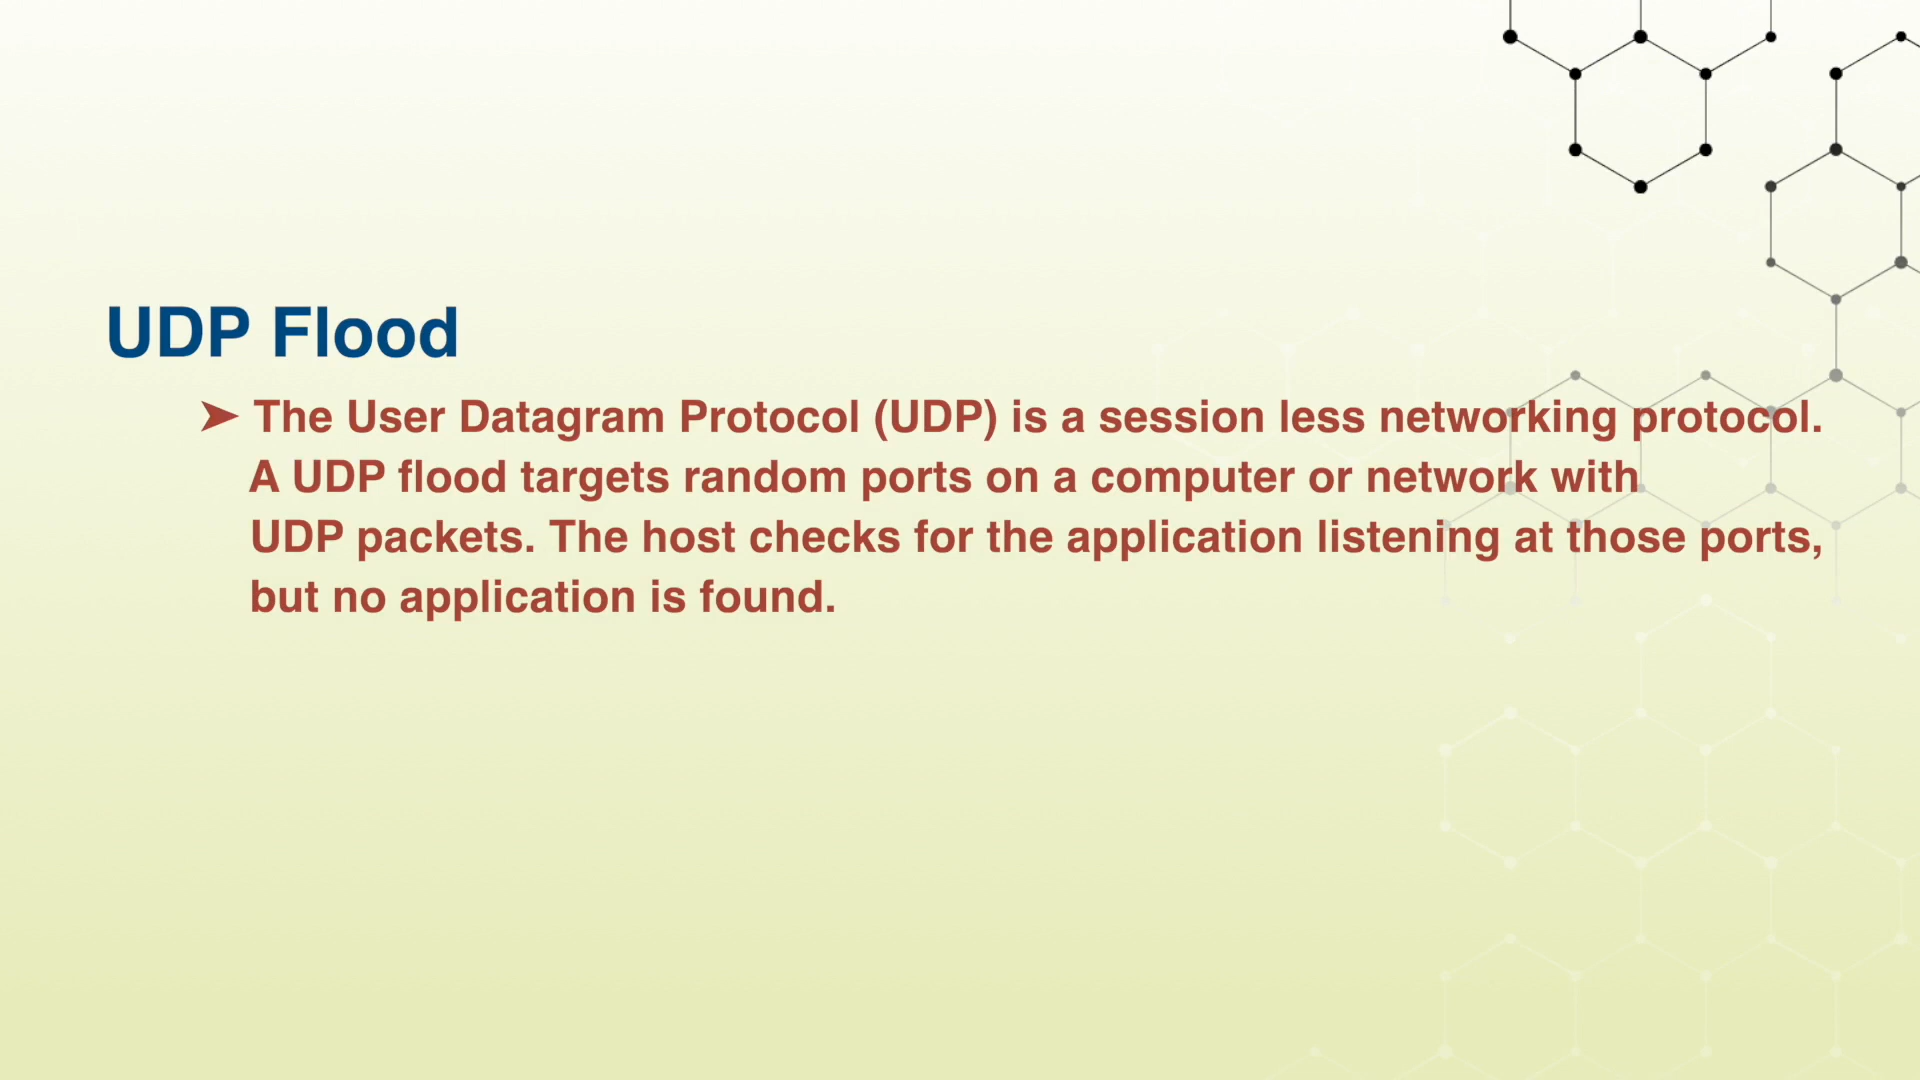 UDP Flood
➤ The User Datagram Protocol (UDP) is a session less networking protocol.
A UDP flood targets random ports on a computer or network with
UDP packets. The host checks for the application listening at those ports,
but no application is found.